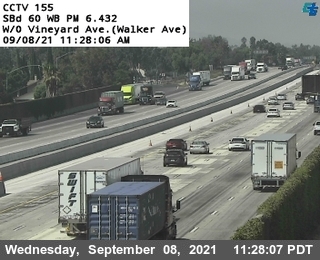 CCTV 155
SBd 60 WB PM 6.432
W/O Vineyard Ave.(Walker Ave)
09/08/21 11:28:06 AM
SWIFT
Wednesday, September 08, 2021 11:28:07 PDT